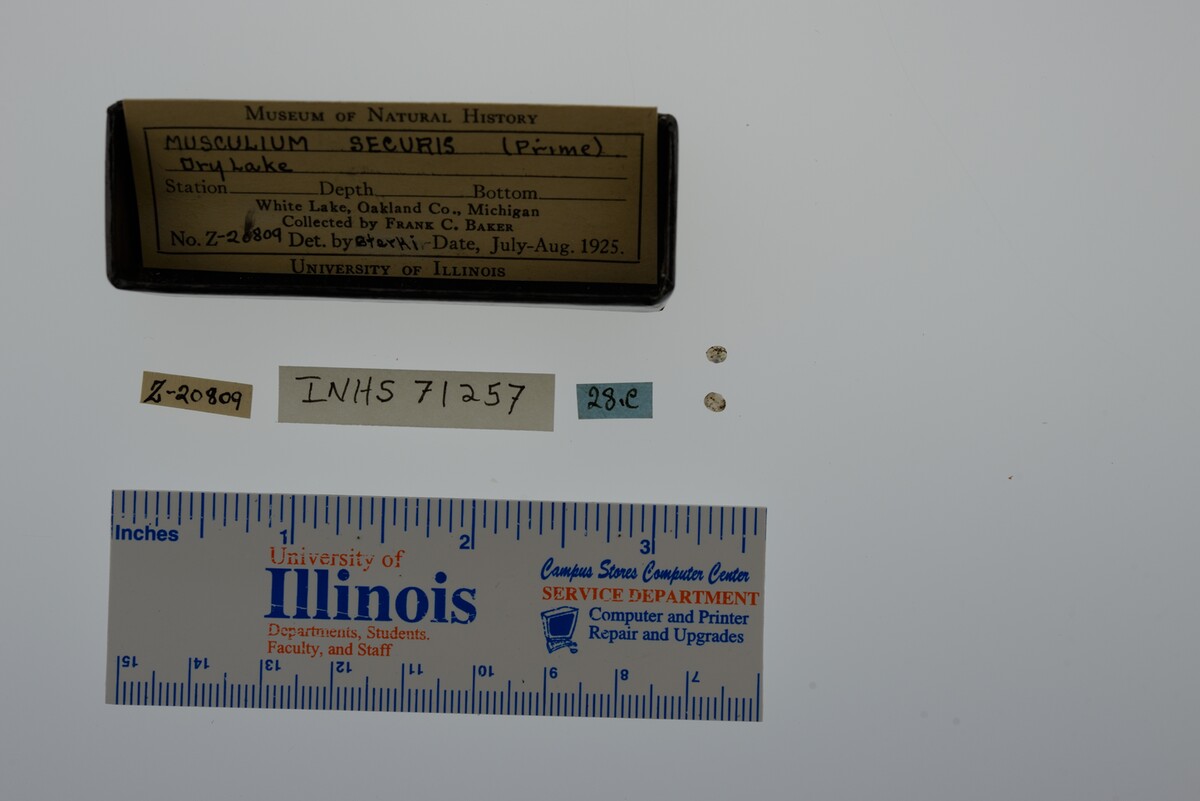 MUSEUM OF NATURAL HISTORY
MUSCULIUM SECURIS (Prime)
Dry Lake
Station Depth Bottom
White Lake, Oakland Co., Michigan
Collected by FRANK C. BAKER
No. Z-20809 Det. by Sterki Date, July-Aug. 1925.
UNIVERSITY OF ILLINOIS
Z-20809
INHS 71257
28.C
Inches 1 2 3
University of
Illinois
Departments, Students,
Faculty, and Staff
Campus Stores Computer Center
SERVICE DEPARTMENT
Computer and Printer
Repair and Upgrades
15 14 13 12 11 10 9 8 7